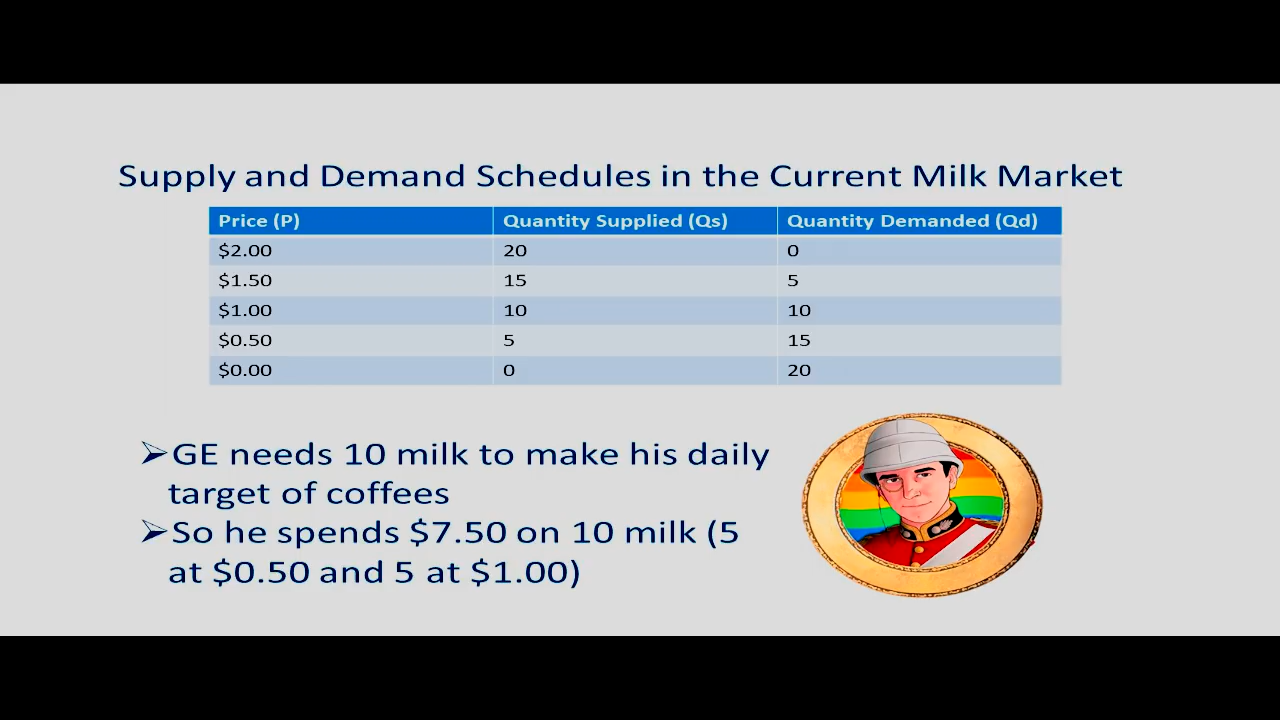 Supply and Demand Schedules in the Current Milk Market
Price (P) Quantity Supplied (Qs) Quantity Demanded (Qd)
$2.00 20 0
$1.50 15 5
$1.00 10 10
$0.50 5 15
$0.00 0 20
➢GE needs 10 milk to make his daily
target of coffees
➢So he spends $7.50 on 10 milk (5
at $0.50 and 5 at $1.00)